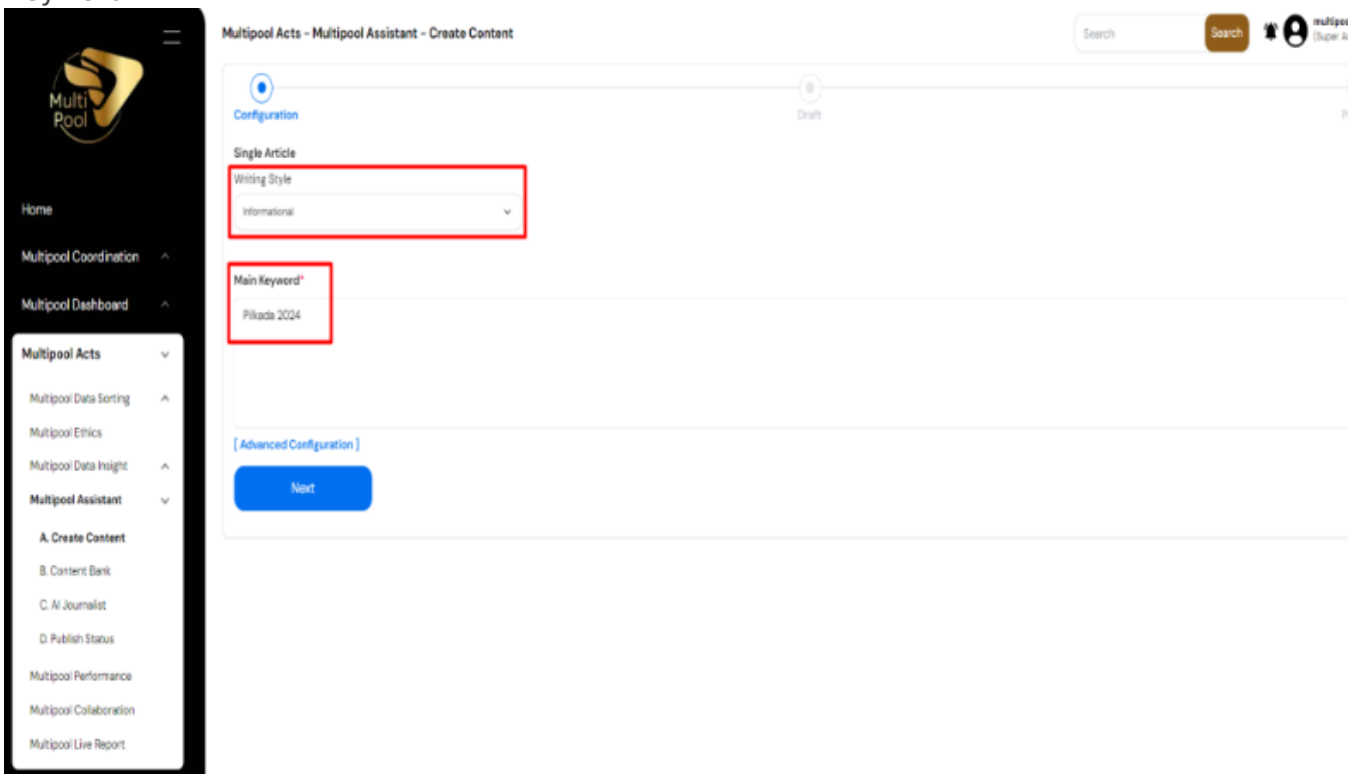 Multi
Pool
Home
Multipool Coordination
Multipool Dashboard
Multipool Acts
Multipool Data Sorting
Multipool Ethics
Multipool Data Insight
Multipool Assistant
A. Create Content
B. Content Bank
C. AI Journalist
D. Publish Status
Multipool Performance
Multipool Collaboration
Multipool Live Report
Multipool Acts - Multipool Assistant - Create Content
Search
Search
(Super
Configuration
Draft
Single Article
Writing Style
Informational
Main Keyword*
Pilkada 2024
[ Advanced Configuration ]
Next